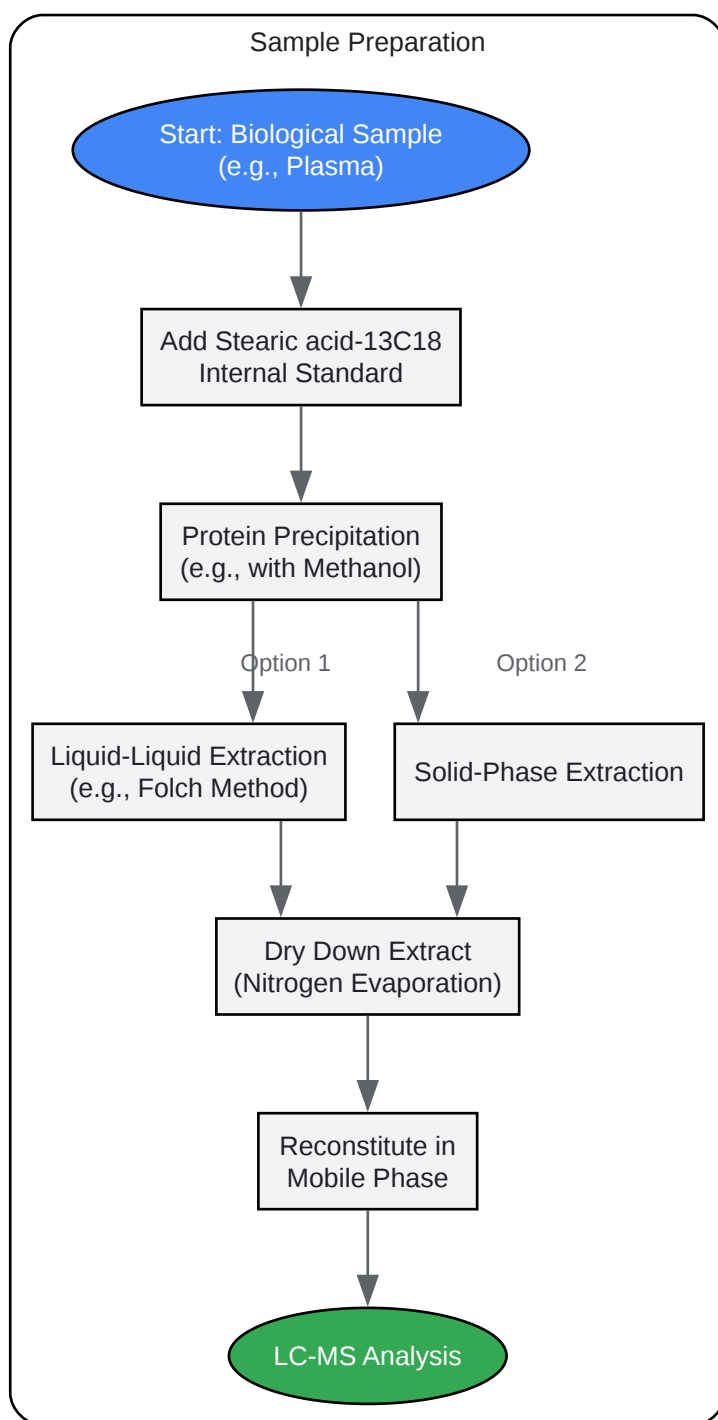 Sample Preparation
Start: Biological Sample
(e.g., Plasma)
Add Stearic acid-13C18
Internal Standard
Protein Precipitation
(e.g., with Methanol)
Option 1
Option 2
Liquid-Liquid Extraction
(e.g., Folch Method)
Solid-Phase Extraction
Dry Down Extract
(Nitrogen Evaporation)
Reconstitute in
Mobile Phase
LC-MS Analysis